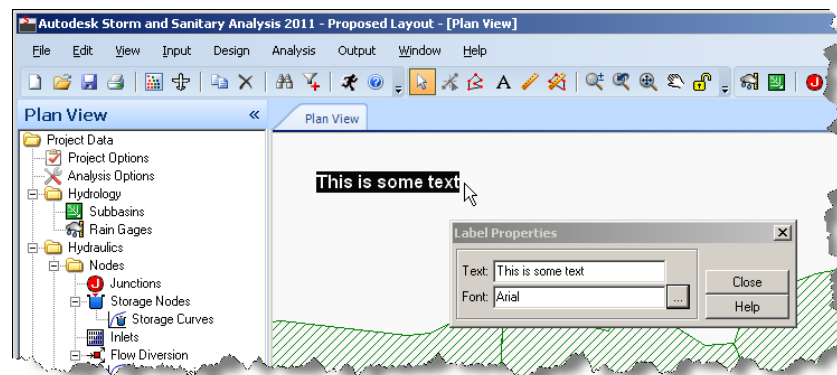 Autodesk Storm and Sanitary Analysis 2011 - Proposed Layout - [Plan View]
File Edit View Input Design Analysis Output Window Help
Plan View «
Plan View
Project Data
Project Options
Analysis Options
Hydrology
Subbasins
Rain Gages
Hydraulics
Nodes
Junctions
Storage Nodes
Storage Curves
Inlets
Flow Diversion
This is some text
Label Properties
Text: This is some text
Font: Arial
...
Close
Help